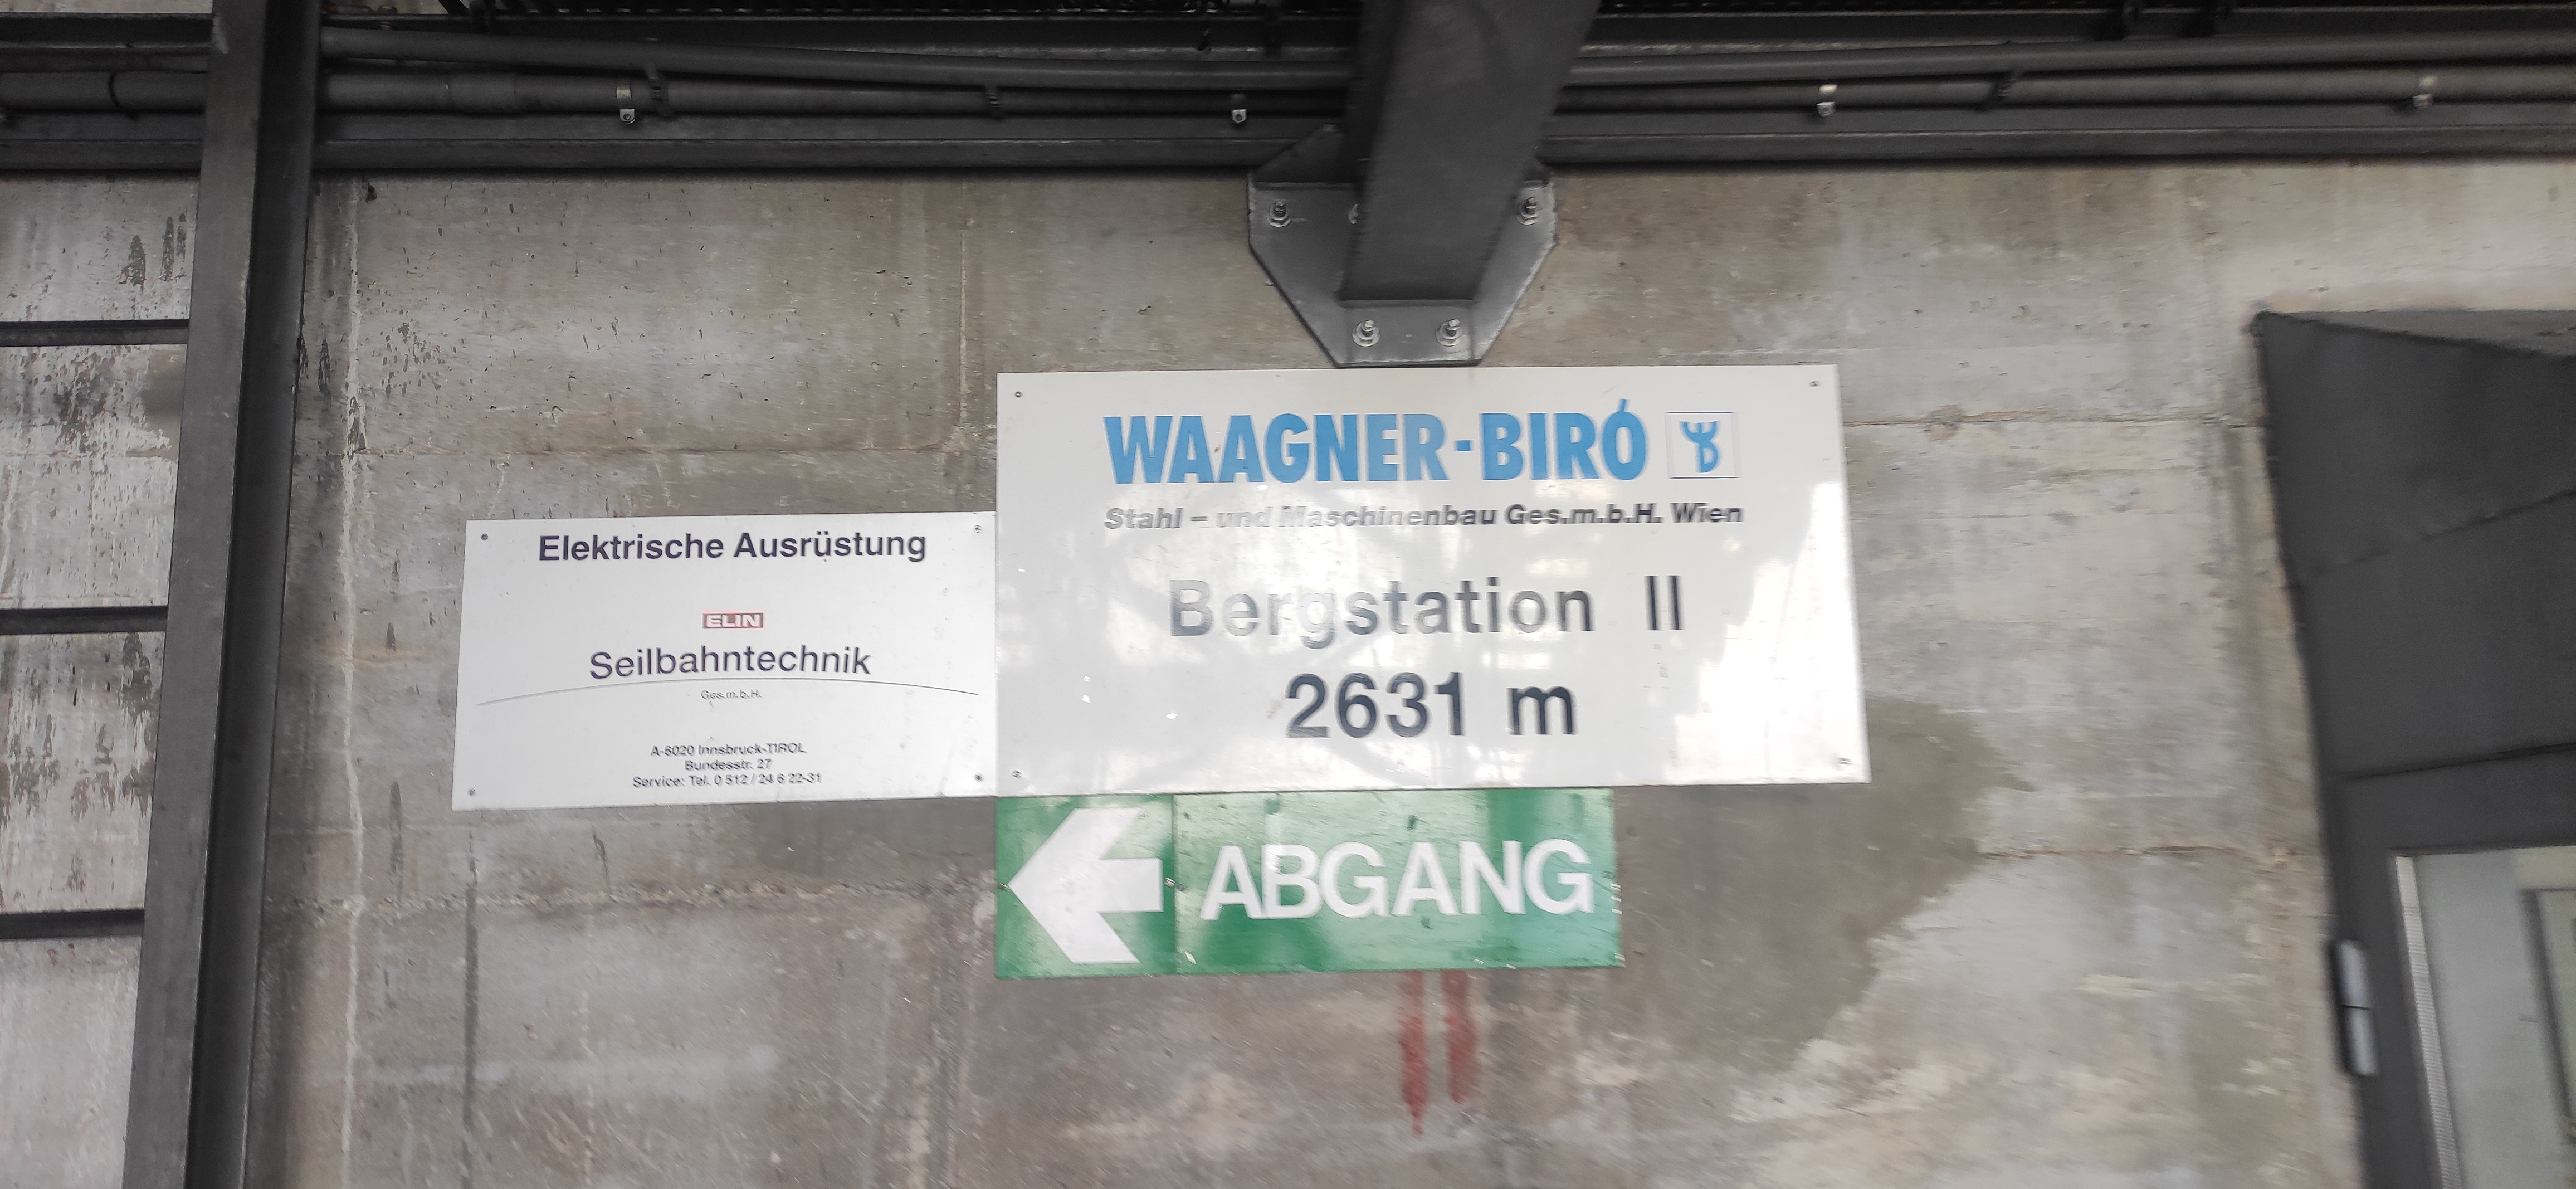 Elektrische Ausrüstung
ELIN
Seilbahntechnik
Ges.m.b.H.
A-6020 Innsbruck-TIROL
Bundesstr. 27
Service: Tel. 0 512 / 24 6 22-31
WAAGNER-BIRÓ WB
Stahl – und Maschinenbau Ges.m.b.H. Wien
Bergstation II
2631 m
ABGANG